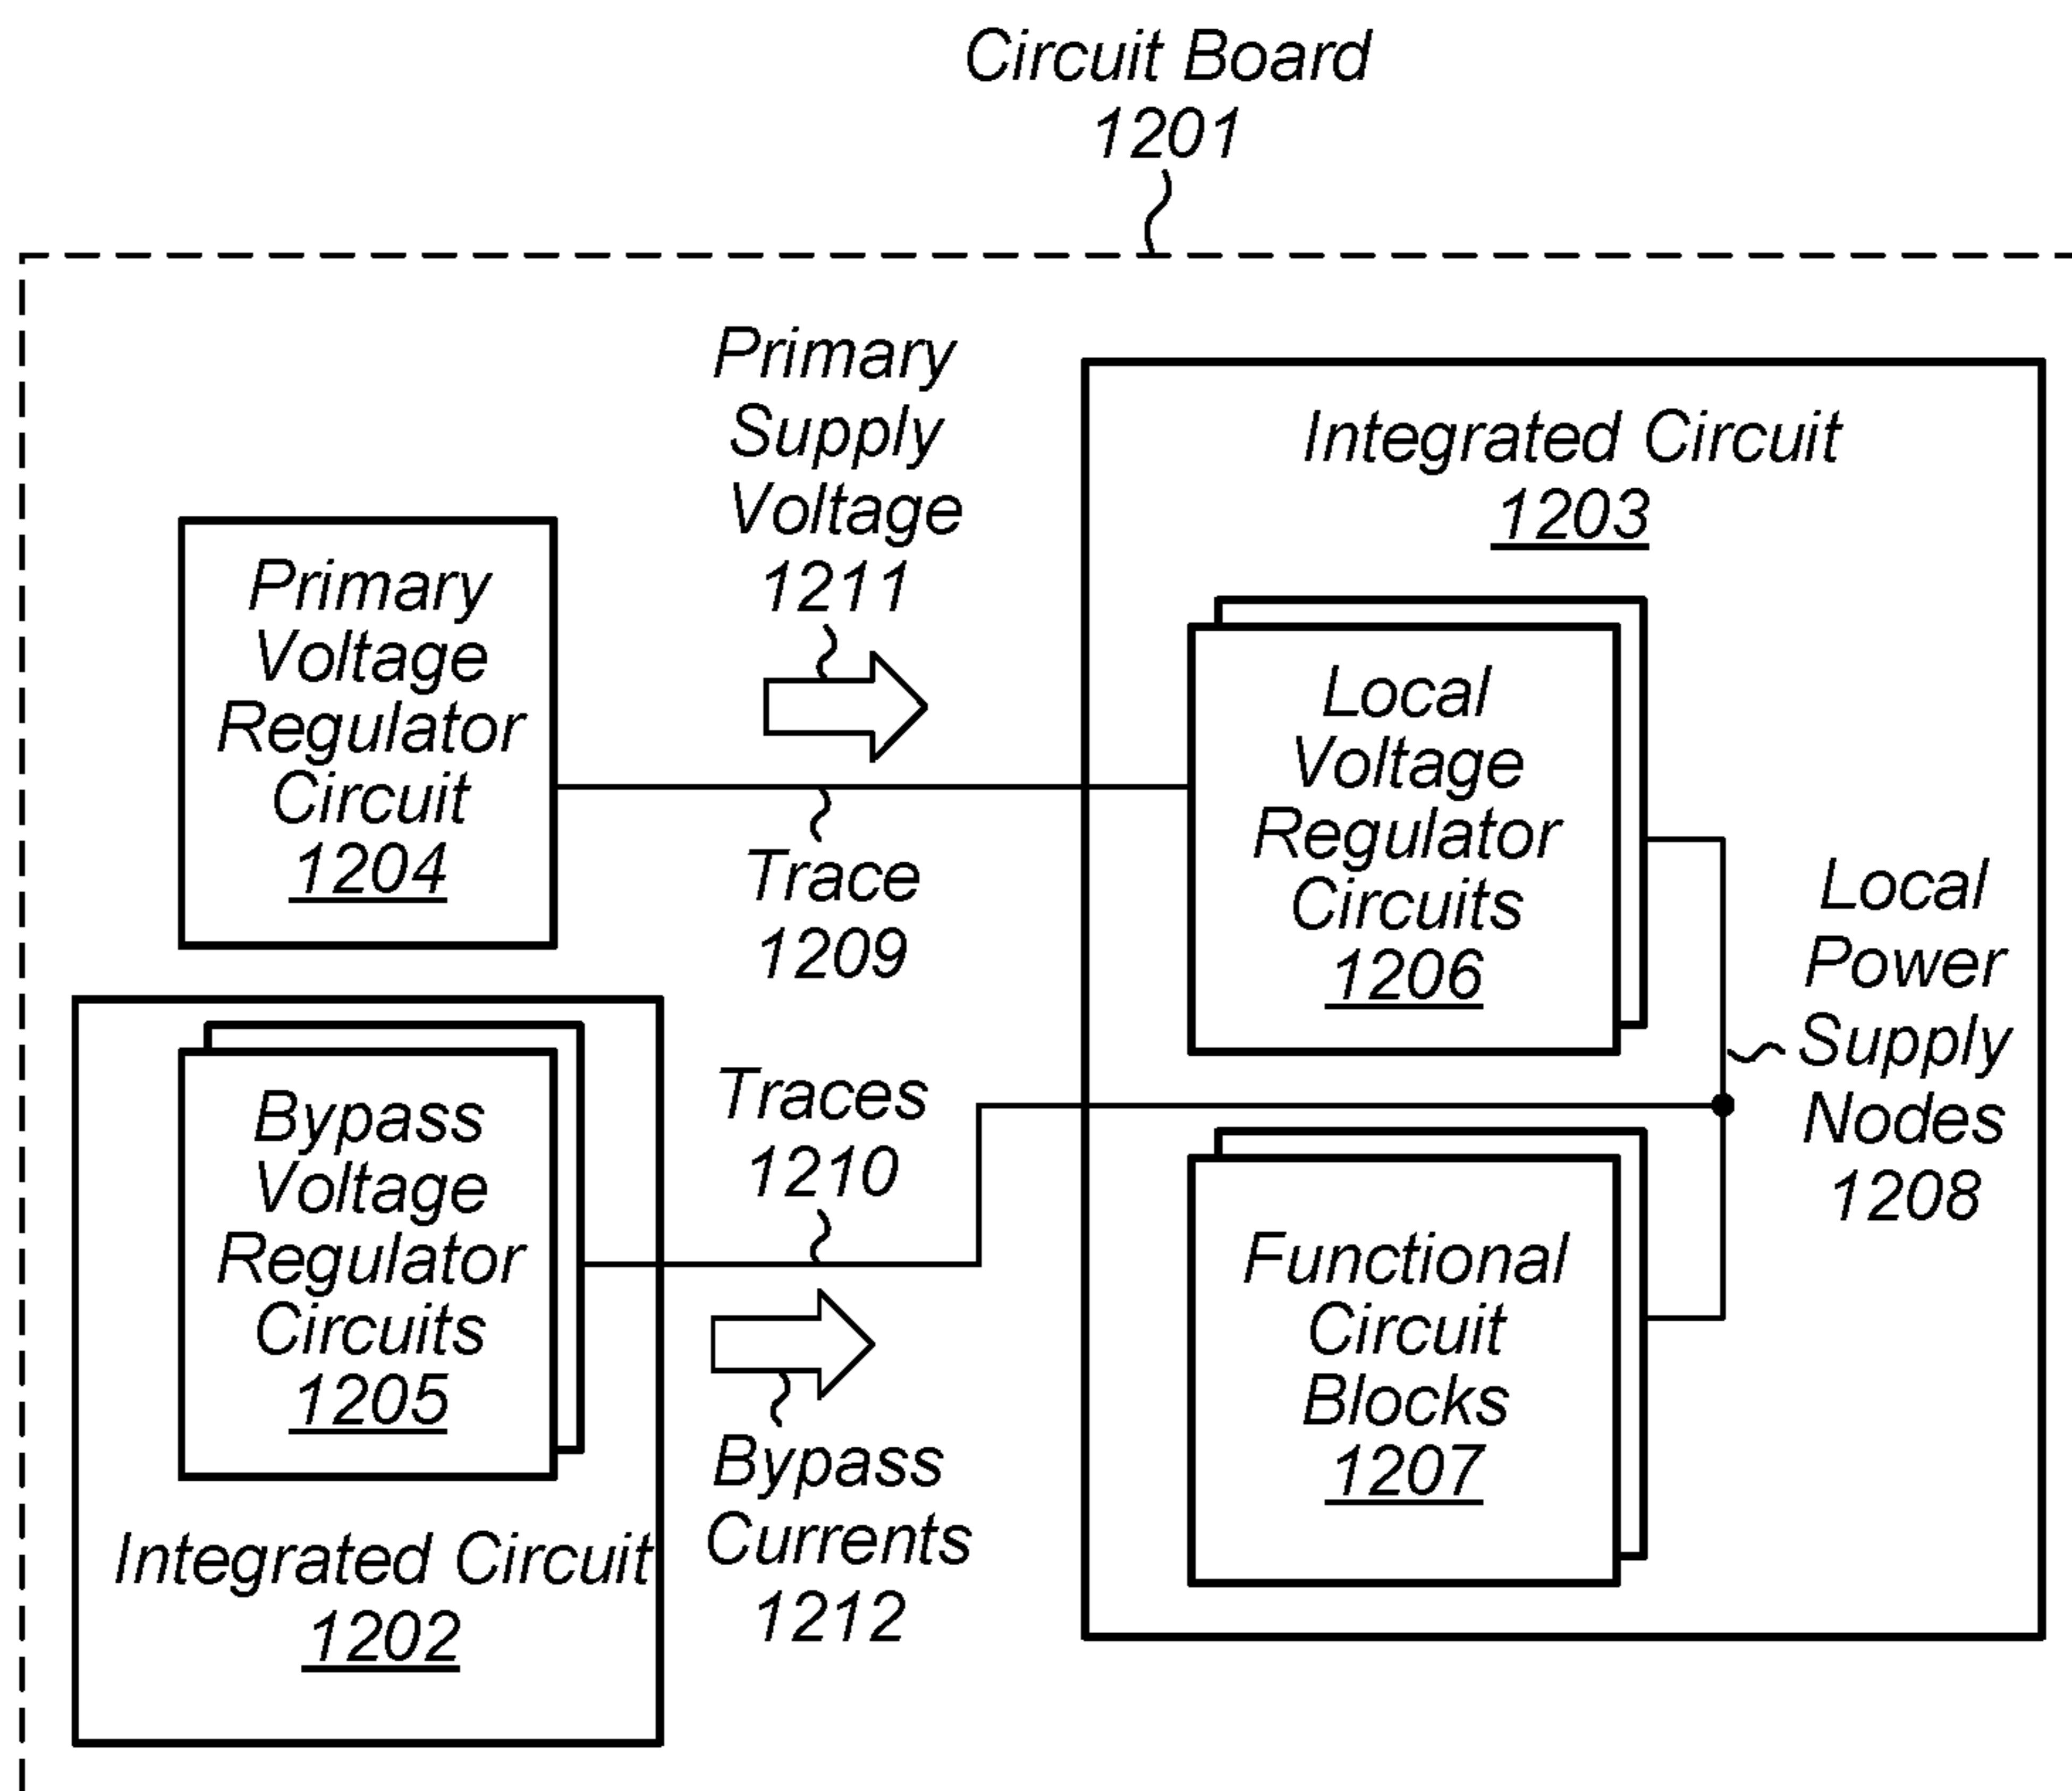 Circuit Board
1201
Primary
Supply
Voltage
1211
Integrated Circuit
1203
Primary
Voltage
Regulator
Circuit
1204
Trace
1209
Local
Voltage
Regulator
Circuits
1206
Local
Power
Supply
Nodes
1208
Bypass
Voltage
Regulator
Circuits
1205
Integrated Circuit
1202
Traces
1210
Bypass
Currents
1212
Functional
Circuit
Blocks
1207